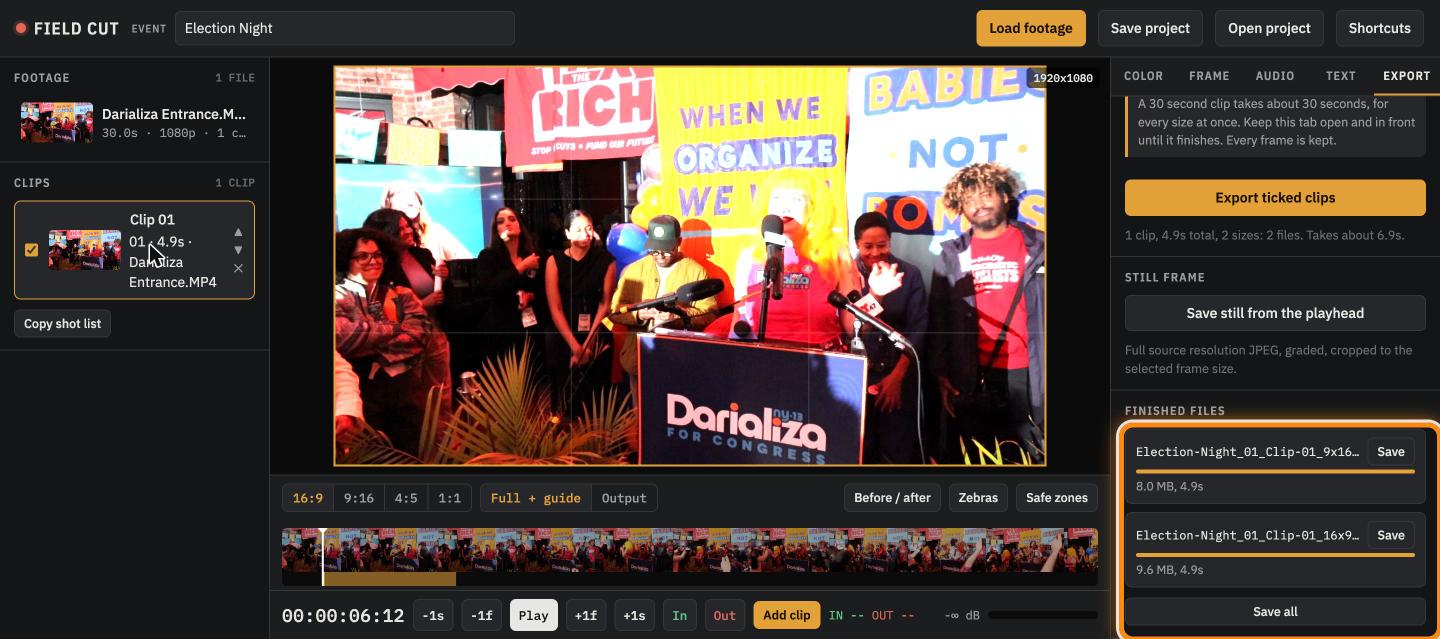 FIELD CUT
EVENT
Election Night
Load footage
Save project
Open project
Shortcuts
FOOTAGE
1 FILE
Darializa Entrance.M...
30.0s · 1080p · 1 c...
CLIPS
1 CLIP
Clip 01
01 · 4.9s ·
Darializa
Entrance.MP4
▲
▼
×
Copy shot list
1920x1080
THE
RICH
STOP CUTS • FUND OUR FUTURE
WHEN WE
ORGANIZE
WE
BABIE
NOT
ny-13
Darializa
FOR CONGRESS
16:9
9:16
4:5
1:1
Full + guide
Output
Before / after
Zebras
Safe zones
00:00:06:12
-1s
-1f
Play
+1f
+1s
In
Out
Add clip
IN -- OUT --
-∞ dB
COLOR
FRAME
AUDIO
TEXT
EXPORT
A 30 second clip takes about 30 seconds, for
every size at once. Keep this tab open and in front
until it finishes. Every frame is kept.
Export ticked clips
1 clip, 4.9s total, 2 sizes: 2 files. Takes about 6.9s.
STILL FRAME
Save still from the playhead
Full source resolution JPEG, graded, cropped to the
selected frame size.
FINISHED FILES
Election-Night_01_Clip-01_9x16...
Save
8.0 MB, 4.9s
Election-Night_01_Clip-01_16x9...
Save
9.6 MB, 4.9s
Save all